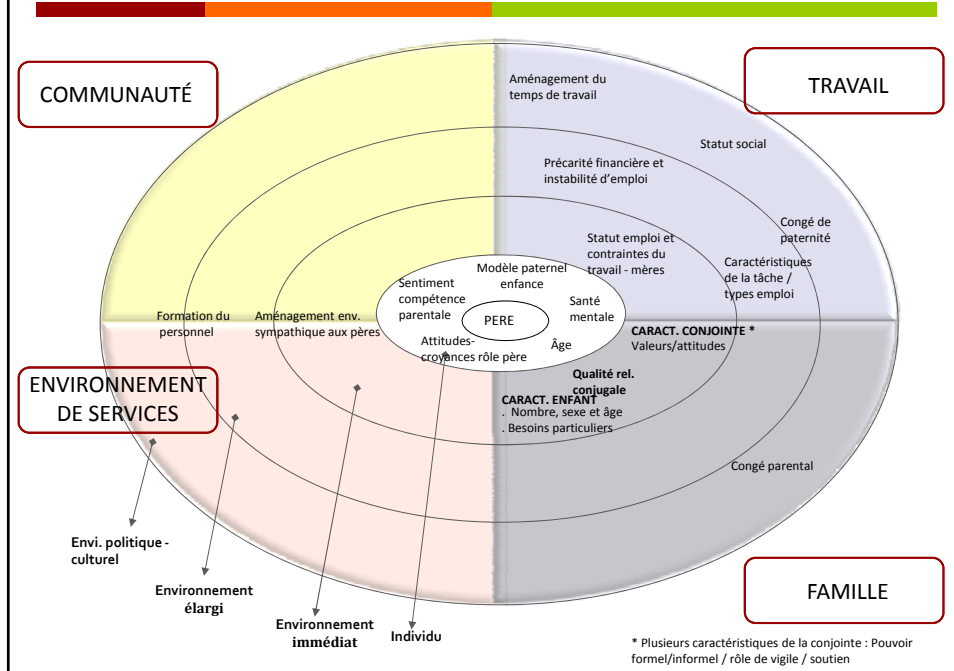 COMMUNAUTÉ
TRAVAIL
Aménagement du
temps de travail
Statut social
Précarité financière et
instabilité d’emploi
Congé de
paternité
Statut emploi et
contraintes du
travail - mères
Caractéristiques
de la tâche /
types emploi
Modèle paternel
enfance
Sentiment
compétence
parentale
Santé
mentale
PERE
Attitudes-
croyances rôle père
Âge
Formation du
personnel
Aménagement env.
sympathique aux pères
CARACT. CONJOINTE *
Valeurs/attitudes
Qualité rel.
conjugale
CARACT. ENFANT
. Nombre, sexe et âge
. Besoins particuliers
ENVIRONNEMENT
DE SERVICES
Congé parental
Envi. politique -
culturel
Environnement
élargi
Environnement
immédiat
Individu
FAMILLE
* Plusieurs caractéristiques de la conjointe : Pouvoir
formel/informel / rôle de vigile / soutien